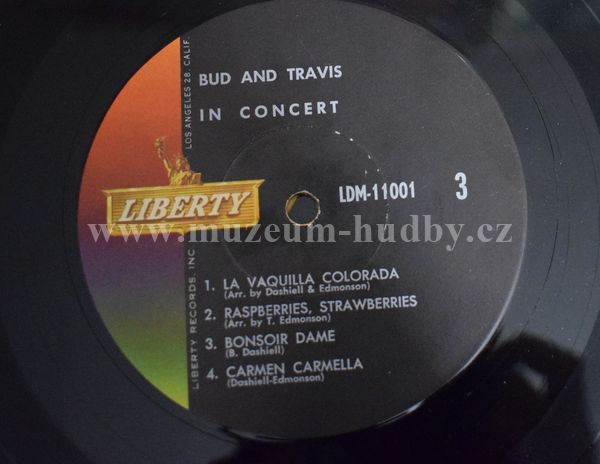 BUD AND TRAVIS
IN CONCERT
LOS ANGELES 28, CALIF.
LIBERTY
LDM-11001 3
www.muzeum-hudby.cz
LIBERTY RECORDS, INC
1. LA VAQUILLA COLORADA
(Arr. by Dashiell & Edmonson)
2. RASPBERRIES, STRAWBERRIES
(Arr. by T. Edmonson)
3. BONSOIR DAME
(B. Dashiell)
4. CARMEN CARMELLA
(Dashiell-Edmonson)